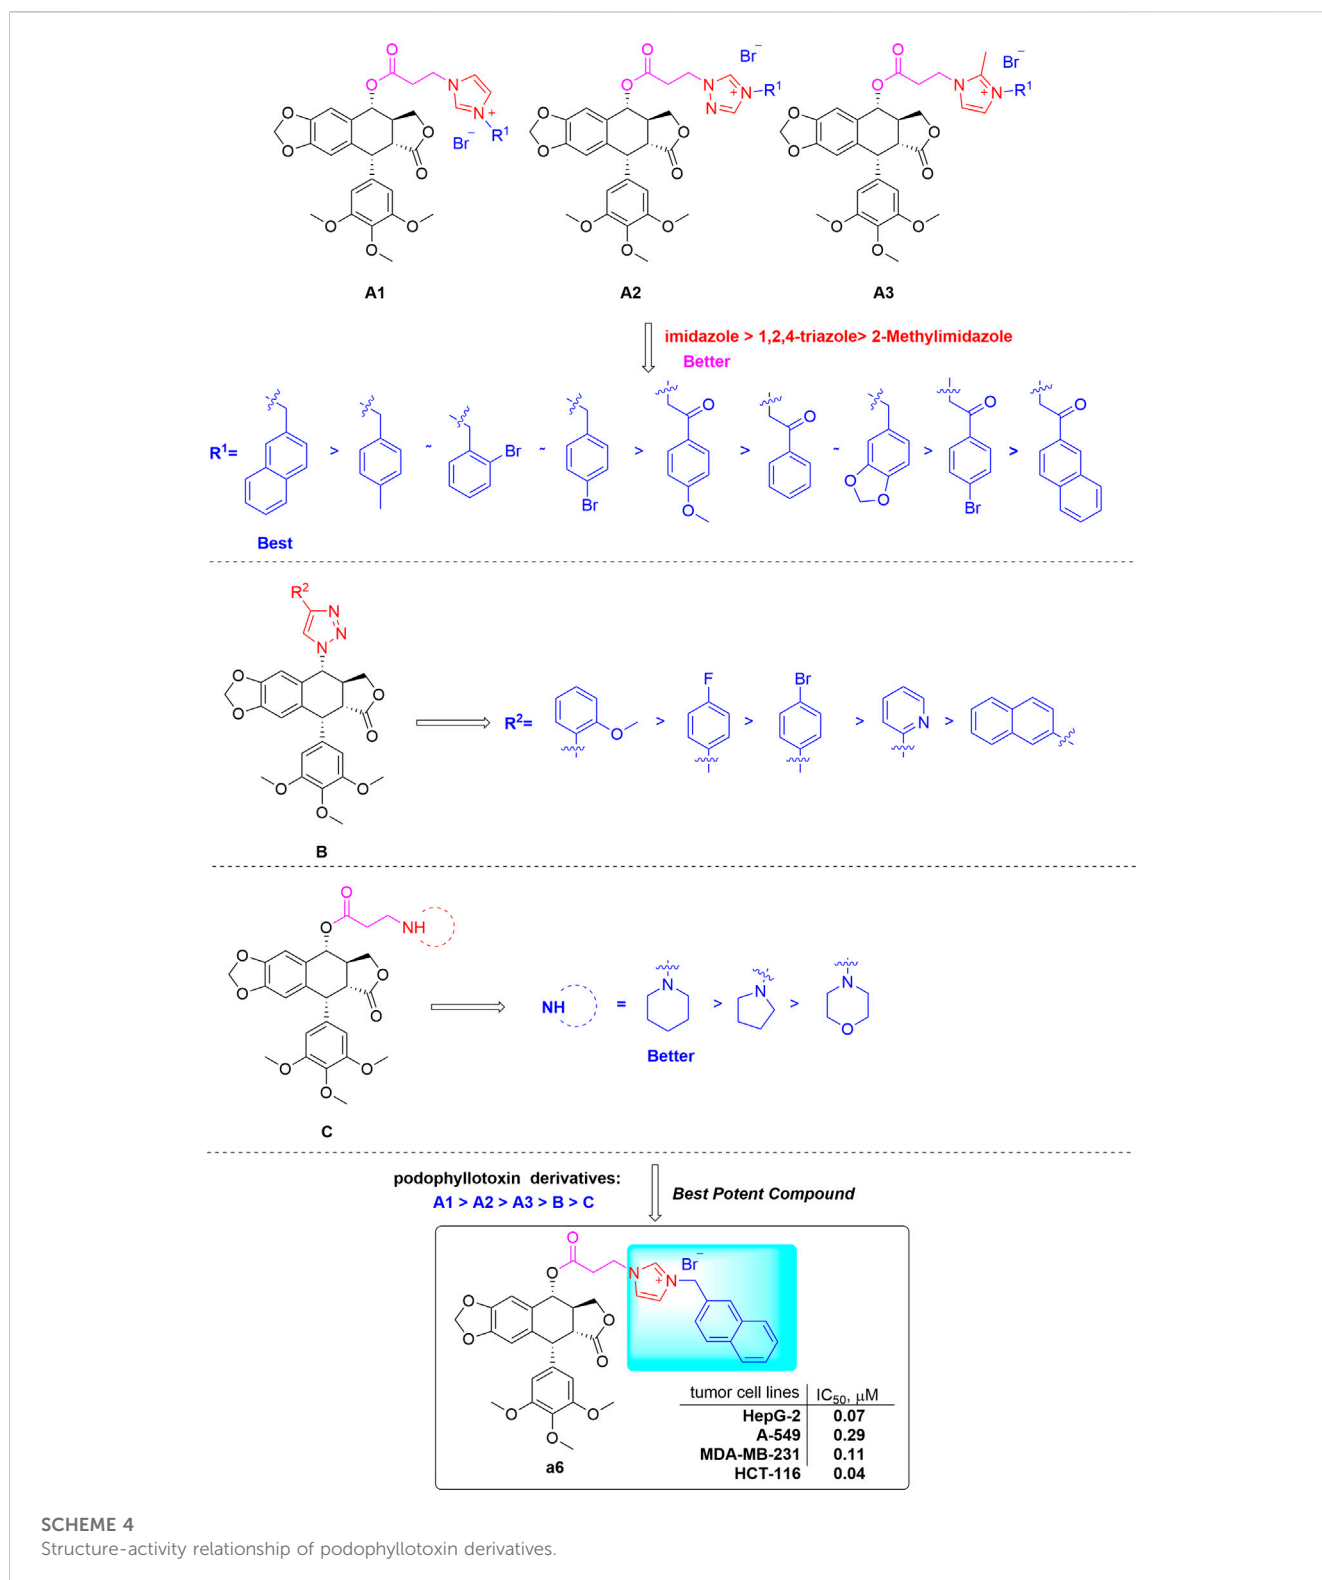 O
O
N
N
+
R¹
Br⁻
O
O
O
O
O
O
O
A1
O
O
N
N
N
+
R¹
Br⁻
O
O
O
O
O
O
O
A2
O
O
N
N
+
R¹
Br⁻
O
O
O
O
O
O
O
A3
imidazole > 1,2,4-triazole> 2-Methylimidazole
Better
R¹= > ~ Br ~ Br > O O > O ~ O O > O Br > O
Best
R²
N
N
N
O
O
O
O
O
O
O
B
R²= O > F > Br > N >
O
O
NH
O
O
O
O
O
O
O
C
NH = N > N > N O
Better
podophyllotoxin derivatives:
A1 > A2 > A3 > B > C
Best Potent Compound
O
O
N
N
+
Br⁻
O
O
O
O
O
O
O
a6
tumor cell lines IC₅₀, μM
HepG-2 0.07
A-549 0.29
MDA-MB-231 0.11
HCT-116 0.04
SCHEME 4
Structure-activity relationship of podophyllotoxin derivatives.